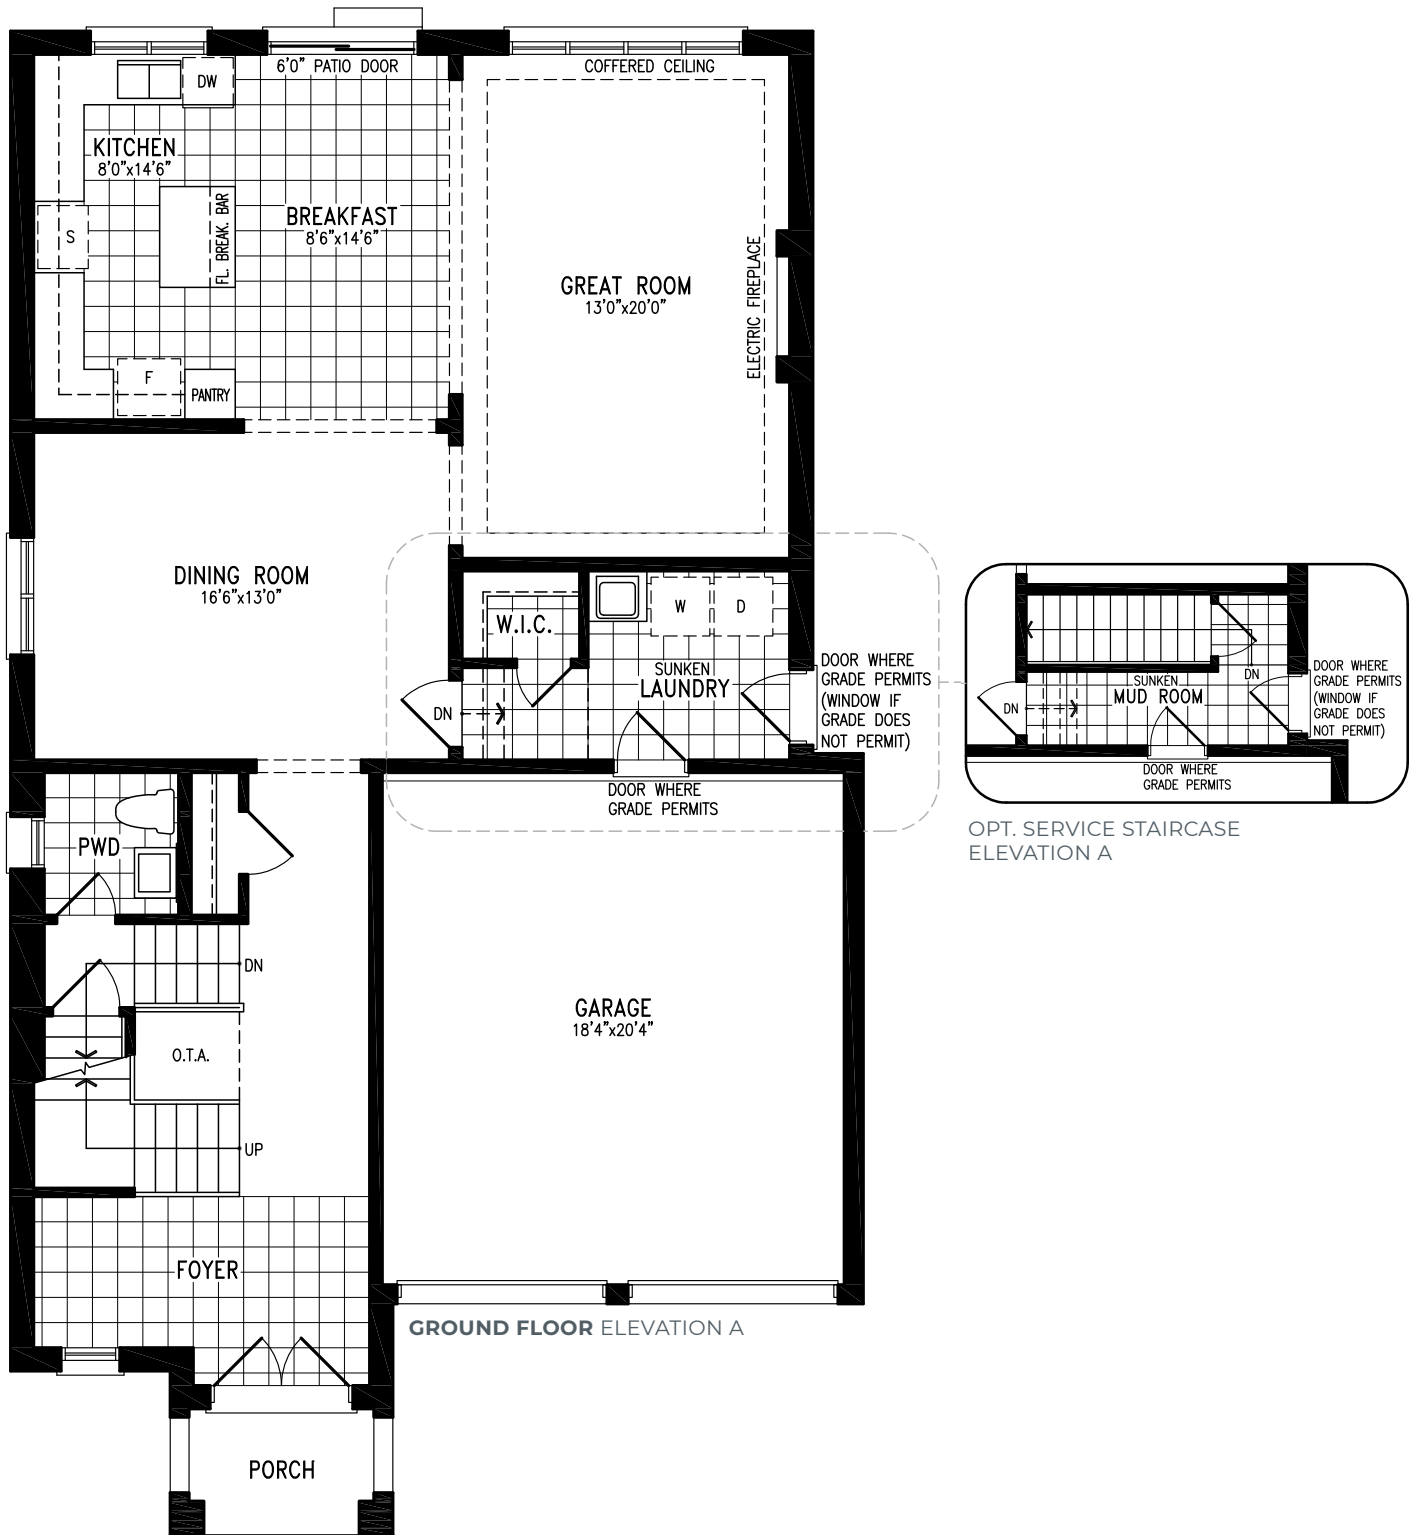 6'0" PATIO DOOR
COFFERED CEILING
DW
KITCHEN
8'0"x14'6"
BREAKFAST
8'6"x14'6"
FL. BREAK. BAR
S
GREAT ROOM
13'0"x20'0"
ELECTRIC FIREPLACE
F
PANTRY
DINING ROOM
16'6"x13'0"
W.I.C.
W
D
SUNKEN
LAUNDRY
DN
DOOR WHERE
GRADE PERMITS
(WINDOW IF
GRADE DOES
NOT PERMIT)
DOOR WHERE
GRADE PERMITS
SUNKEN
MUD ROOM
DN
DN
DOOR WHERE
GRADE PERMITS
(WINDOW IF
GRADE DOES
NOT PERMIT)
DOOR WHERE
GRADE PERMITS
OPT. SERVICE STAIRCASE
ELEVATION A
PWD
DN
O.T.A.
UP
GARAGE
18'4"x20'4"
FOYER
GROUND FLOOR ELEVATION A
PORCH